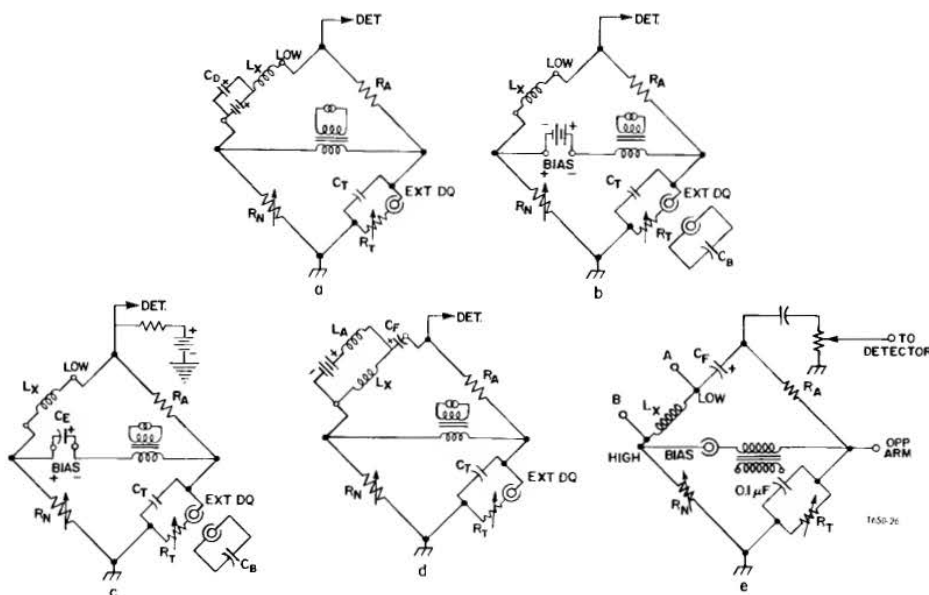 DET.
LOW
L_X
C_D
R_A
C_T
EXT DQ
R_N
R_T
a
LOW
L_X
R_A
BIAS
C_T
EXT DQ
R_N
R_T
C_B
b
DET.
LOW
L_X
R_A
C_E
BIAS
C_T
EXT DQ
R_N
R_T
C_B
c
L_A
C_F
DET.
L_X
R_A
C_T
EXT DQ
R_N
R_T
d
A
C_F
TO
DETECTOR
B
L_X
LOW
R_A
HIGH
BIAS
OPP
ARM
0.1 μF
R_N
R_T
1650-26
e